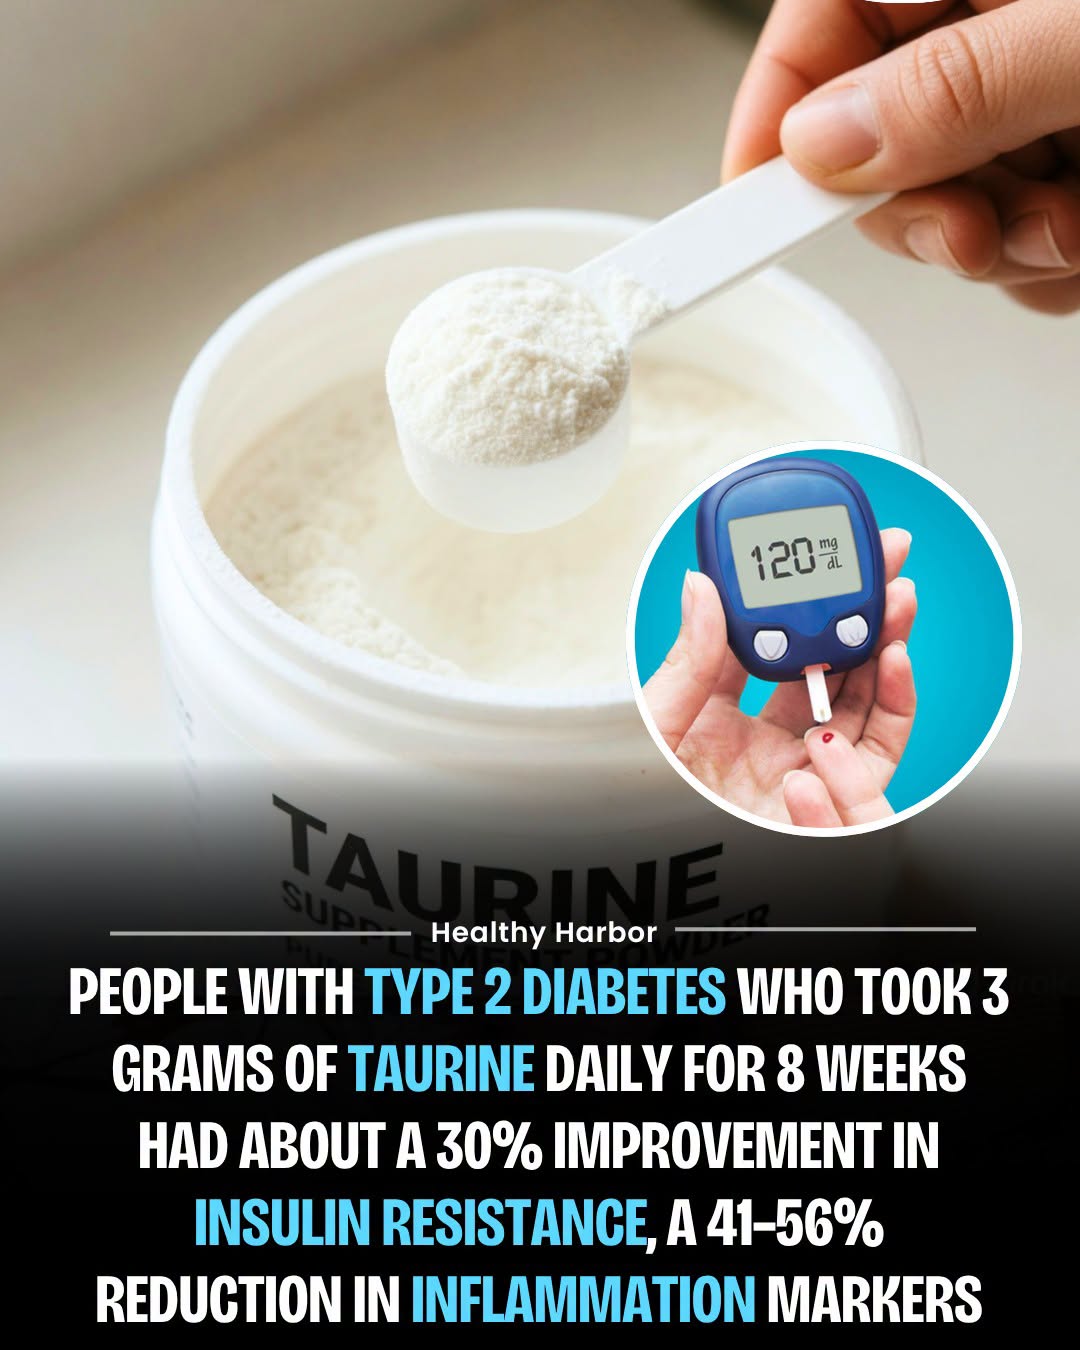 120 mg
dL
TAURINE
SUPPLEMENT POWDER
Healthy Harbor
PEOPLE WITH TYPE 2 DIABETES WHO TOOK 3
GRAMS OF TAURINE DAILY FOR 8 WEEKS
HAD ABOUT A 30% IMPROVEMENT IN
INSULIN RESISTANCE, A 41–56%
REDUCTION IN INFLAMMATION MARKERS